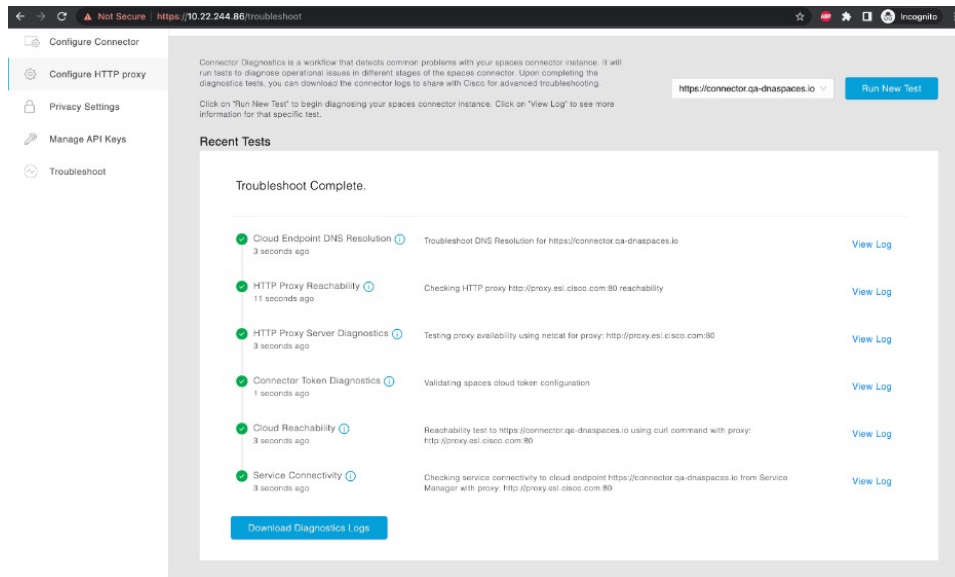 Not Secure | https://10.22.244.86/troubleshoot
Incognito
Configure Connector
Configure HTTP proxy
Privacy Settings
Manage API Keys
Troubleshoot
Connector Diagnostics is a workflow that detects common problems with your spaces connector instance. It will
run tests to diagnose operational issues in different stages of the spaces connector. Upon completing the
diagnostics tests, you can download the connector logs to share with Cisco for advanced troubleshooting.
Click on "Run New Test" to begin diagnosing your spaces connector instance. Click on "View Log" to see more
information for that specific test.
https://connector.qa-dnaspaces.io
Run New Test
Recent Tests
Troubleshoot Complete.
Cloud Endpoint DNS Resolution
3 seconds ago
Troubleshoot DNS Resolution for https://connector.qa-dnaspaces.io
View Log
HTTP Proxy Reachability
11 seconds ago
Checking HTTP proxy http://proxy.esl.cisco.com:80 reachability
View Log
HTTP Proxy Server Diagnostics
3 seconds ago
Testing proxy availability using netcat for proxy: http://proxy.esl.cisco.com:80
View Log
Connector Token Diagnostics
1 seconds ago
Validating spaces cloud token configuration
View Log
Cloud Reachability
3 seconds ago
Reachability test to https://connector.qa-dnaspaces.io using curl command with proxy:
http://proxy.esl.cisco.com:80
View Log
Service Connectivity
3 seconds ago
Checking service connectivity to cloud endpoint https://connector.qa-dnaspaces.io from Service
Manager with proxy: http://proxy.esl.cisco.com:80
View Log
Download Diagnostics Logs